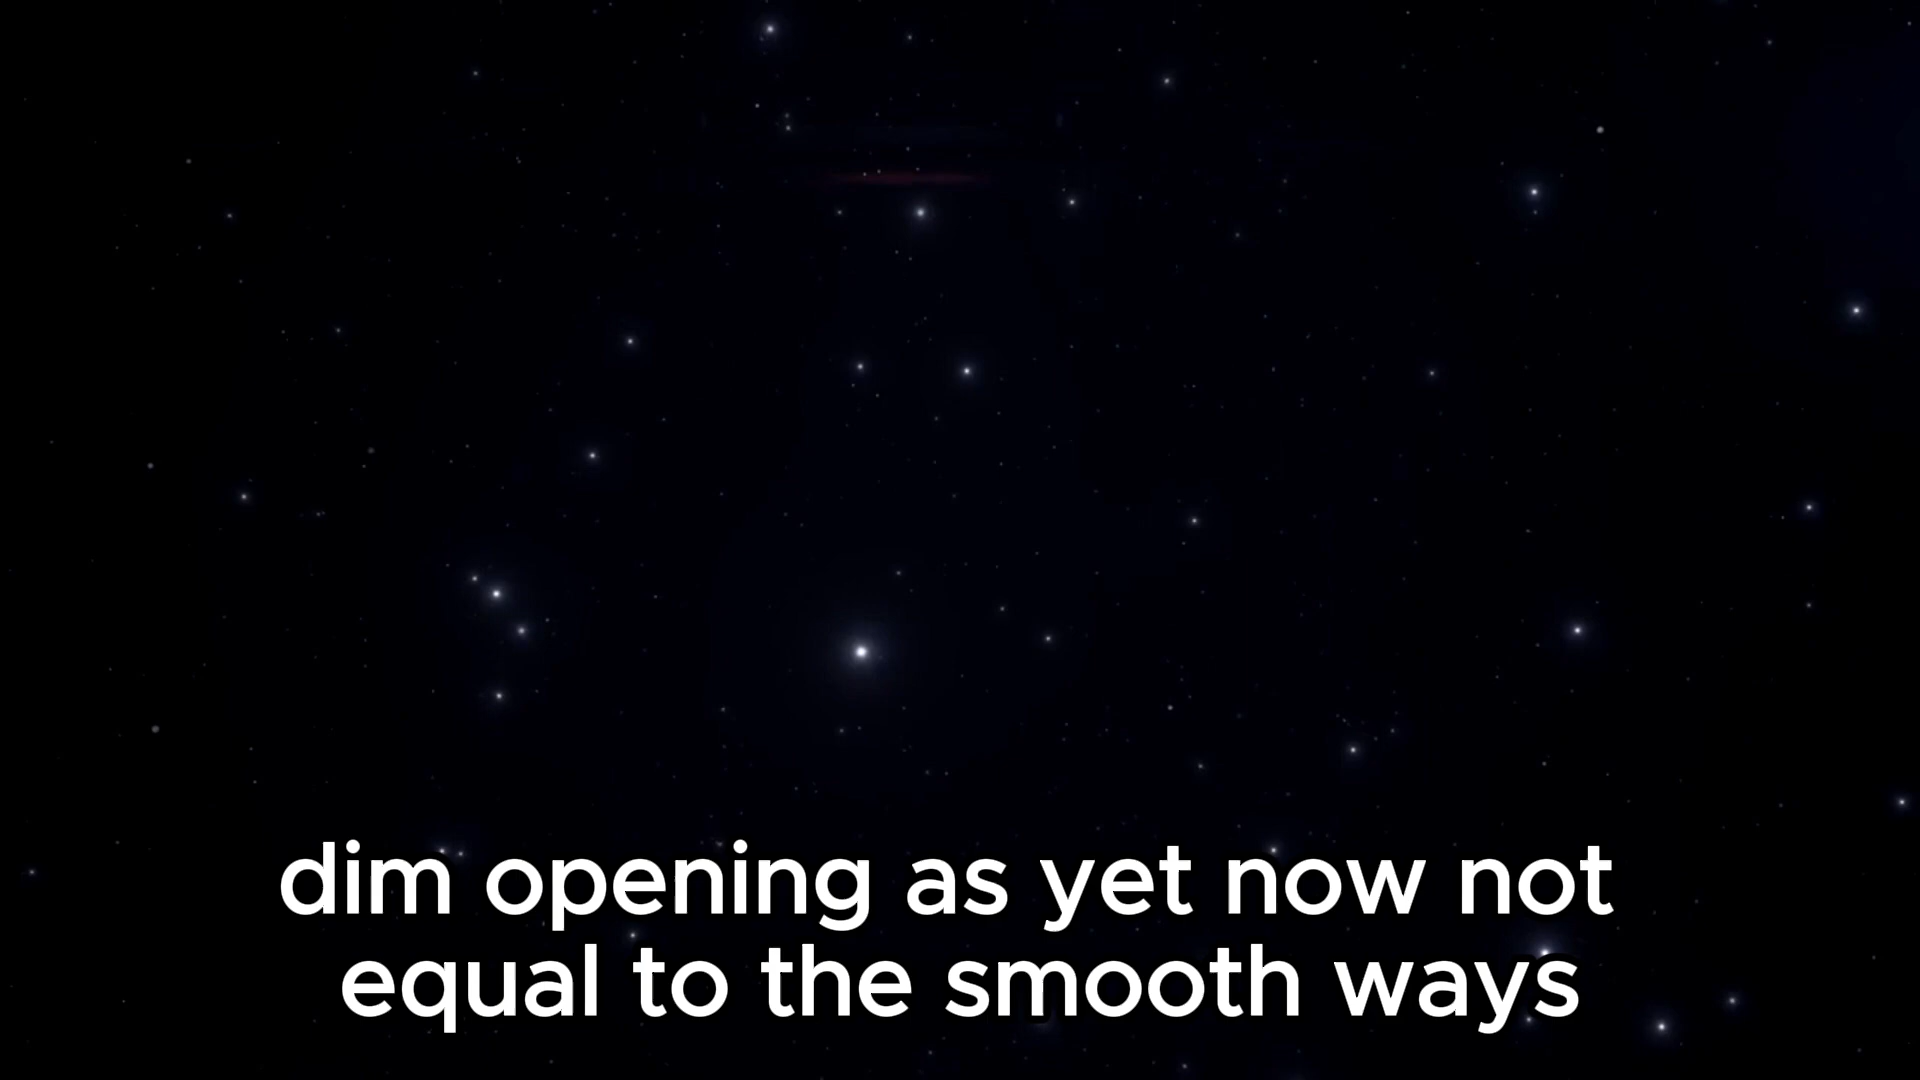 dim opening as yet now not
equal to the smooth ways